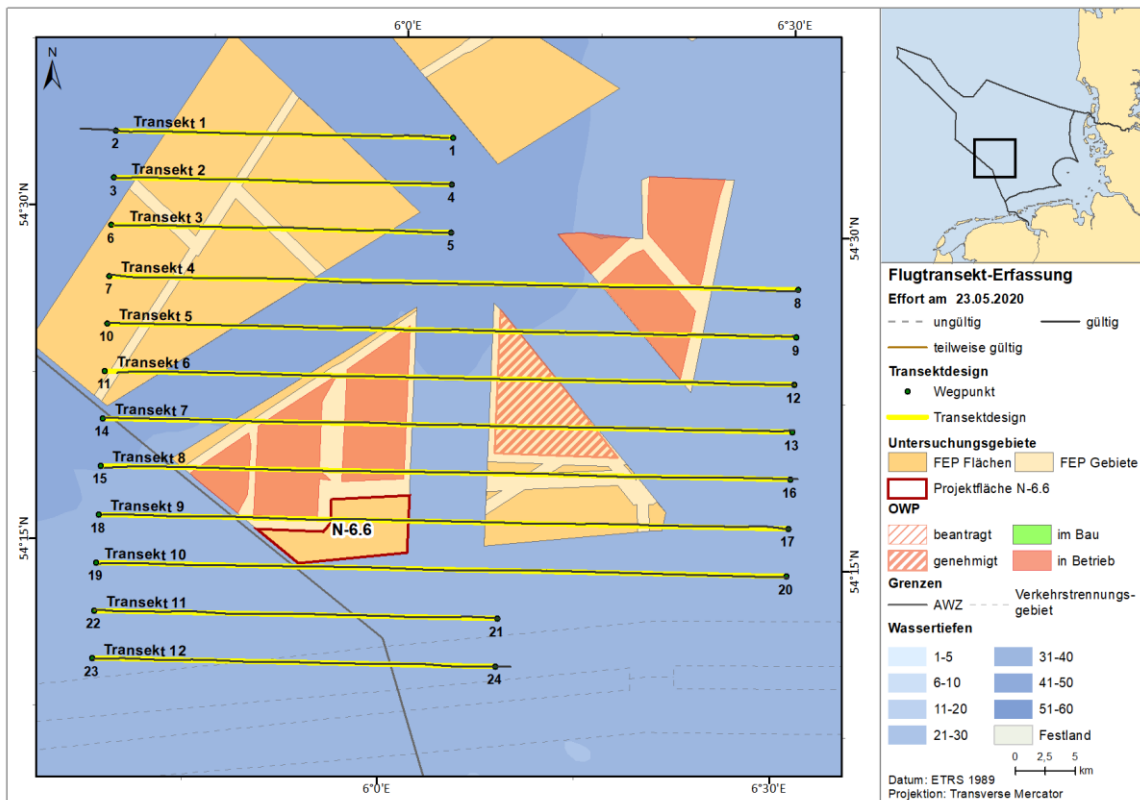 6°0'E
6°30'E
N
Transekt 1
2
1
Transekt 2
3
4
Transekt 3
6
5
54°30'N
54°30'N
Transekt 4
7
8
Transekt 5
10
9
Transekt 6
11
12
Transekt 7
14
13
Transekt 8
15
16
Transekt 9
18
17
N-6.6
54°15'N
54°15'N
Transekt 10
19
20
Transekt 11
22
21
Transekt 12
23
24
6°0'E
6°30'E
Flugtransekt-Erfassung
Effort am 23.05.2020
ungültig
gültig
teilweise gültig
Transektdesign
Wegpunkt
Transektdesign
Untersuchungsgebiete
FEP Flächen
FEP Gebiete
Projektfläche N-6.6
OWP
beantragt
im Bau
genehmigt
in Betrieb
Grenzen
AWZ
Verkehrstrennungs-
gebiet
Wassertiefen
1-5
31-40
6-10
41-50
11-20
51-60
21-30
Festland
0 2,5 5
km
Datum: ETRS 1989
Projektion: Transverse Mercator